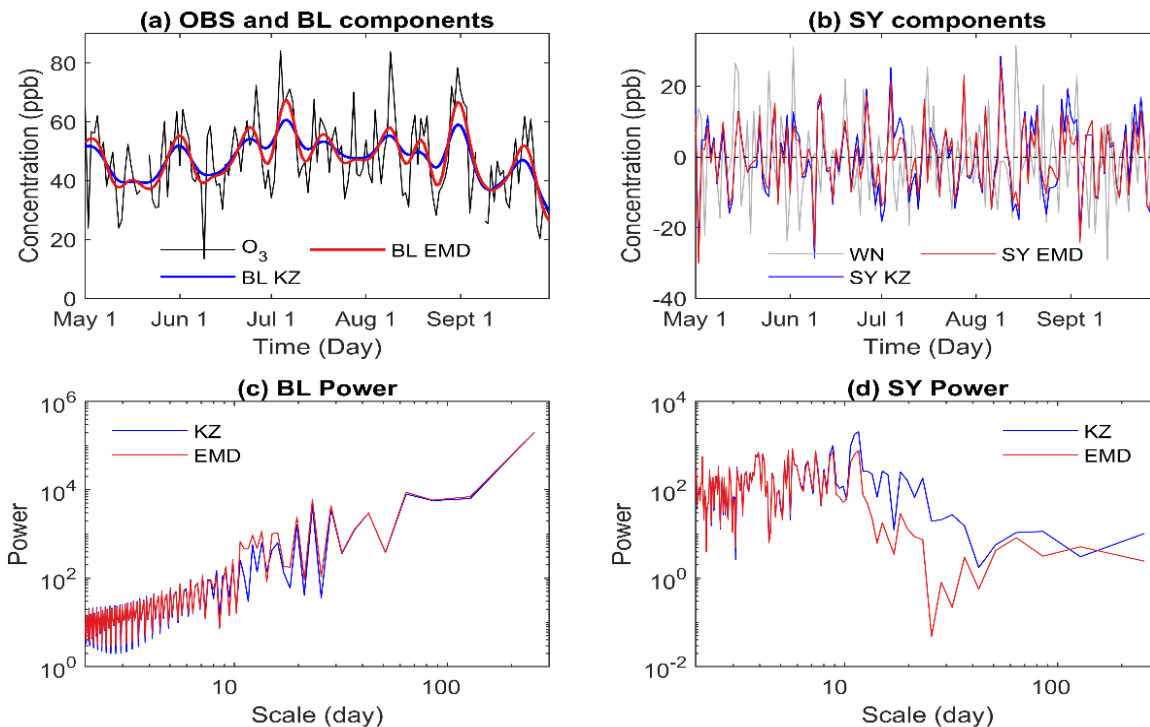 (a) OBS and BL components
Concentration (ppb)
80
60
40
20
0
O3
BL EMD
BL KZ
May 1 Jun 1 Jul 1 Aug 1 Sept 1
Time (Day)
(b) SY components
Concentration (ppb)
20
0
-20
-40
WN
SY EMD
SY KZ
May 1 Jun 1 Jul 1 Aug 1 Sept 1
Time (Day)
(c) BL Power
Power
10^6
10^4
10^2
10^0
KZ
EMD
10 100
Scale (day)
(d) SY Power
Power
10^4
10^2
10^0
10^-2
KZ
EMD
10 100
Scale (day)